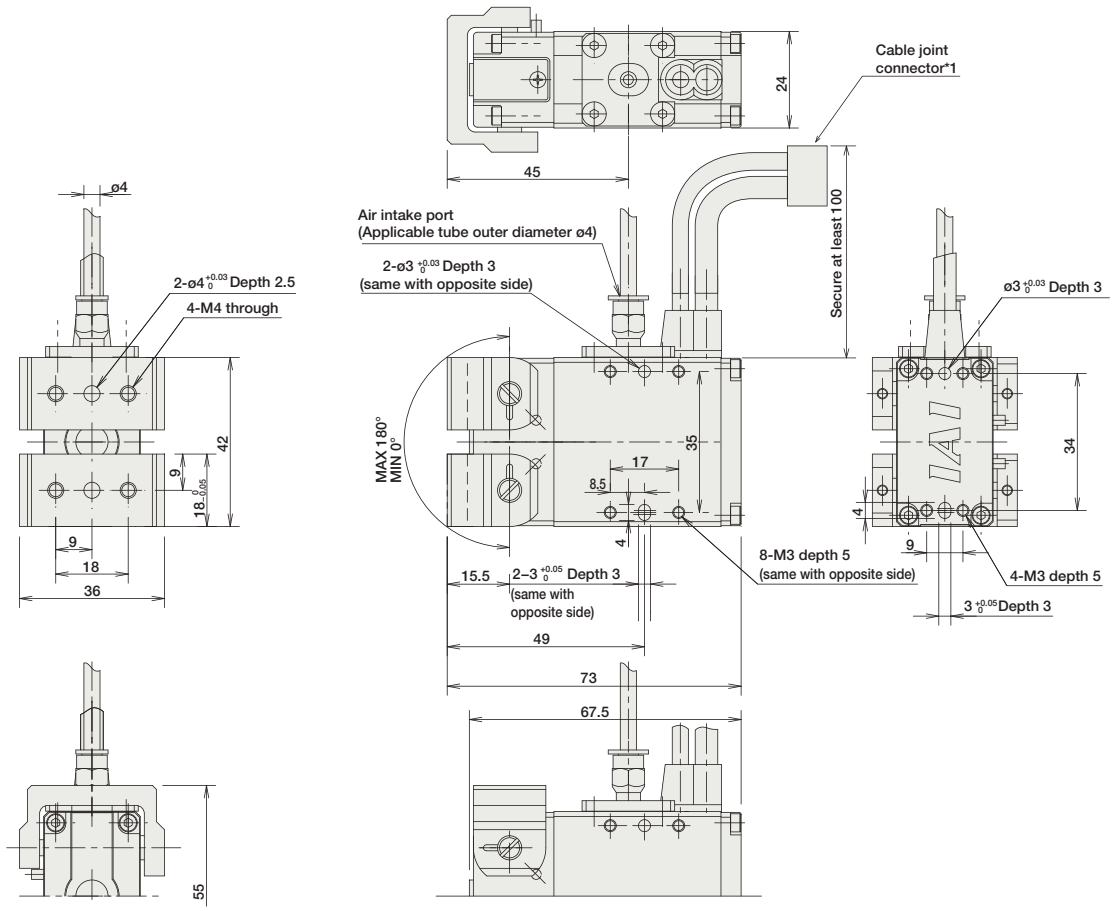 Cable joint
connector*1
24
45
ø4
Air intake port
(Applicable tube outer diameter ø4)
2-ø3 +0.03 0 Depth 3
(same with opposite side)
Secure at least 100
2-ø4 +0.03 0 Depth 2.5
4-M4 through
ø3 +0.03 0 Depth 3
42
9
18 0 -0.05
9
18
36
MAX 180°
MIN 0°
35
17
8.5
4
15.5
2–3 +0.05 0 Depth 3
(same with
opposite side)
8-M3 depth 5
(same with opposite side)
49
73
67.5
IAI
34
4
9
4-M3 depth 5
3 +0.05 0 Depth 3
55